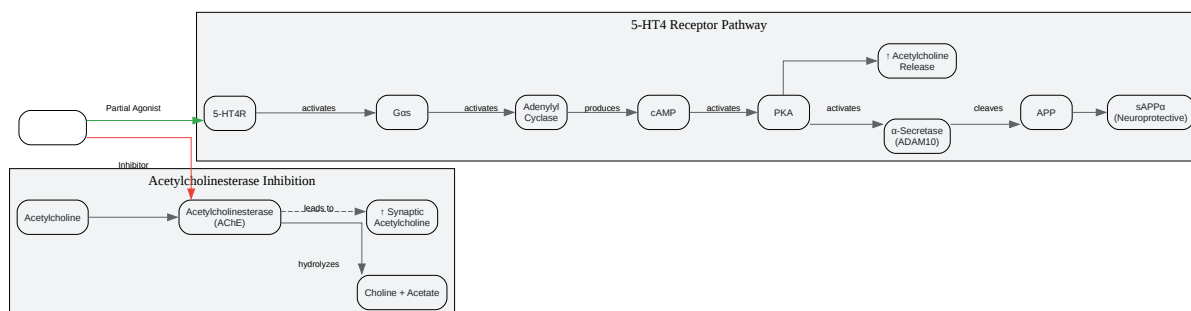 5-HT4 Receptor Pathway
↑ Acetylcholine
Release
Partial Agonist
5-HT4R
activates
Gαs
activates
Adenylyl
Cyclase
produces
cAMP
activates
PKA
activates
α-Secretase
(ADAM10)
cleaves
APP
sAPPα
(Neuroprotective)
Inhibitor
Acetylcholinesterase Inhibition
Acetylcholine
Acetylcholinesterase
(AChE)
leads to
↑ Synaptic
Acetylcholine
hydrolyzes
Choline + Acetate